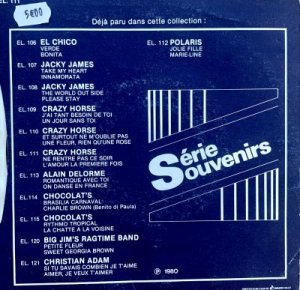 EL. 111
5€00
Déjà paru dans cette collection :
EL. 106 EL CHICO
VERDE
BONITA
EL. 107 JACKY JAMES
TAKE MY HEART
INNAMORATA
EL. 108 JACKY JAMES
THE WORLD OUT SIDE
PLEASE STAY
EL. 109 CRAZY HORSE
J'AI TANT BESOIN DE TOI
UN JOUR SANS TOI
EL. 110 CRAZY HORSE
ET SURTOUT NE M'OUBLIE PAS
UNE FLEUR, RIEN QU'UNE ROSE
EL. 111 CRAZY HORSE
NE RENTRE PAS CE SOIR
L'AMOUR LA PREMIERE FOIS
EL. 113 ALAIN DELORME
ROMANTIQUE AVEC TOI
ON DANSE EN FRANCE
EL. 114 CHOCOLAT'S
BRASILIA CARNAVAL
CHARLIE BROWN (Benito di Paula)
EL. 115 CHOCOLAT'S
RYTHMO TROPICAL
LA CHATTE A LA VOISINE
EL. 120 BIG JIM'S RAGTIME BAND
PETITE FLEUR
SWEET GEORGIA BROWN
EL. 121 CHRISTIAN ADAM
SI TU SAVAIS COMBIEN JE T'AIME
AIMER, JE VEUX T'AIMER
EL. 112 POLARIS
JOLIE FILLE
MARIE-LINE
Série
Souvenirs
℗ 1980